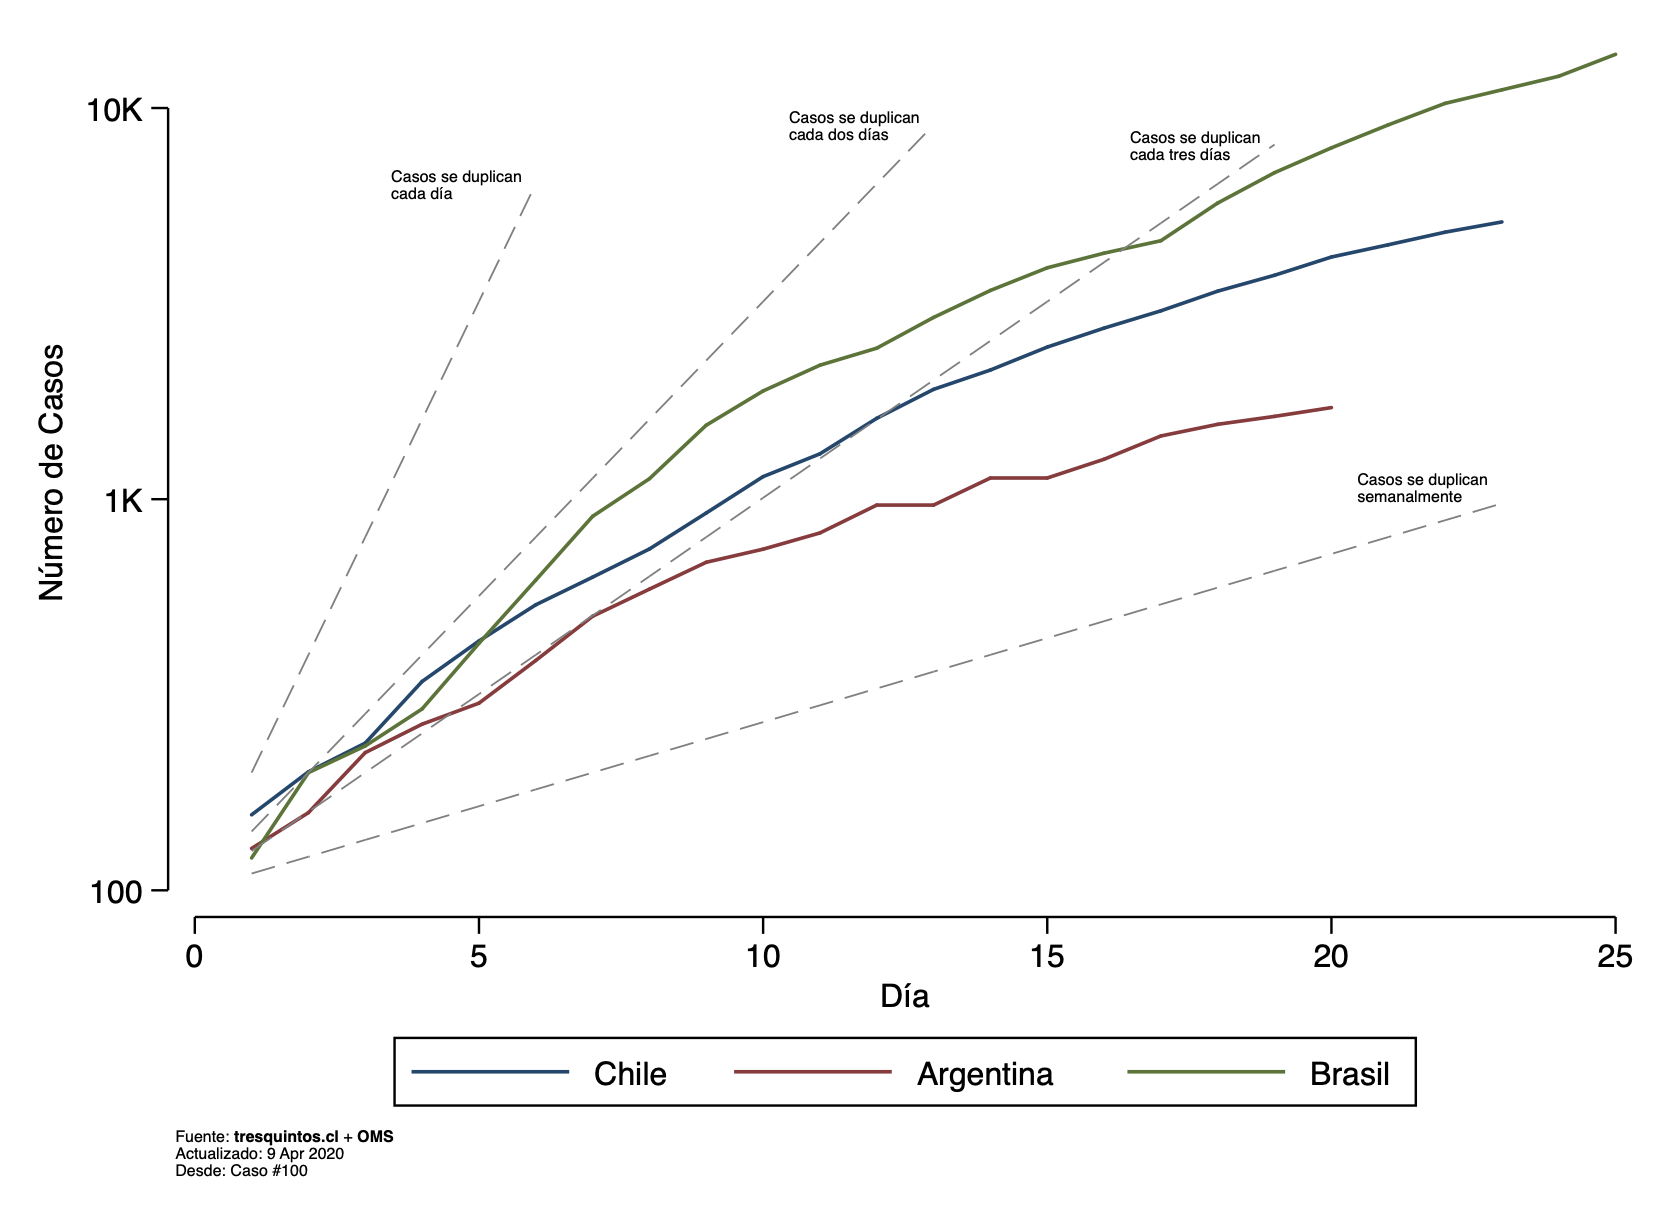 10K
1K
100
Número de Casos
Casos se duplican
cada día
Casos se duplican
cada dos días
Casos se duplican
cada tres días
Casos se duplican
semanalmente
0 5 10 15 20 25
Día
Chile Argentina Brasil
Fuente: tresquintos.cl + OMS
Actualizado: 9 Apr 2020
Desde: Caso #100